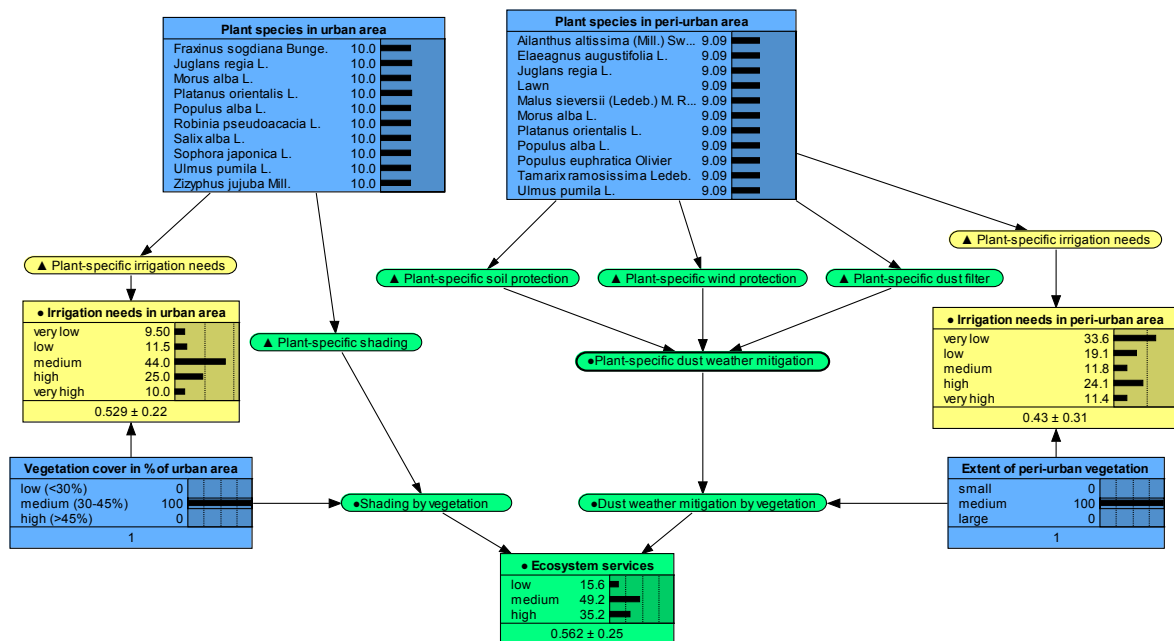 Plant species in urban area
Fraxinus sogdiana Bunge. 10.0
Juglans regia L. 10.0
Morus alba L. 10.0
Platanus orientalis L. 10.0
Populus alba L. 10.0
Robinia pseudoacacia L. 10.0
Salix alba L. 10.0
Sophora japonica L. 10.0
Ulmus pumila L. 10.0
Zizyphus jujuba Mill. 10.0
Plant species in peri-urban area
Ailanthus altissima (Mill.) Sw... 9.09
Elaeagnus augustifolia L. 9.09
Juglans regia L. 9.09
Lawn 9.09
Malus sieversii (Ledeb.) M. R... 9.09
Morus alba L. 9.09
Platanus orientalis L. 9.09
Populus alba L. 9.09
Populus euphratica Olivier 9.09
Tamarix ramosissima Ledeb. 9.09
Ulmus pumila L. 9.09
▲ Plant-specific irrigation needs
▲ Plant-specific soil protection
▲ Plant-specific wind protection
▲ Plant-specific dust filter
▲ Plant-specific irrigation needs
● Irrigation needs in urban area
very low 9.50
low 11.5
medium 44.0
high 25.0
very high 10.0
0.529 ± 0.22
▲ Plant-specific shading
●Plant-specific dust weather mitigation
● Irrigation needs in peri-urban area
very low 33.6
low 19.1
medium 11.8
high 24.1
very high 11.4
0.43 ± 0.31
Vegetation cover in % of urban area
low (<30%) 0
medium (30-45%) 100
high (>45%) 0
1
●Shading by vegetation
●Dust weather mitigation by vegetation
Extent of peri-urban vegetation
small 0
medium 100
large 0
1
● Ecosystem services
low 15.6
medium 49.2
high 35.2
0.562 ± 0.25